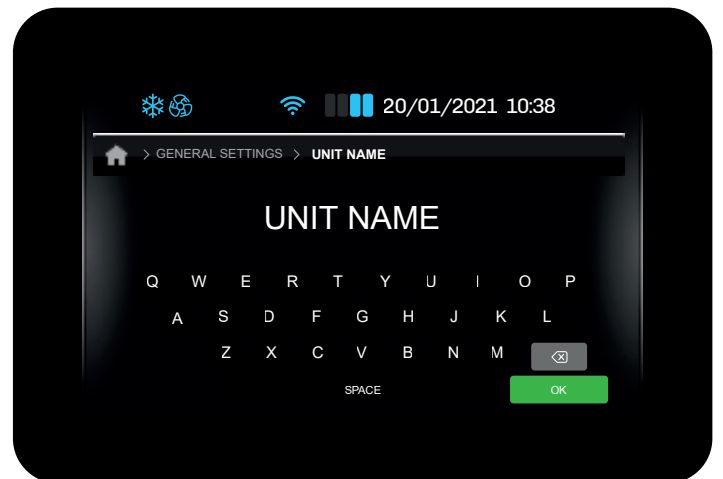 20/01/2021 10:38
> GENERAL SETTINGS > UNIT NAME
UNIT NAME
Q W E R T Y U I O P
A S D F G H J K L
Z X C V B N M
SPACE OK